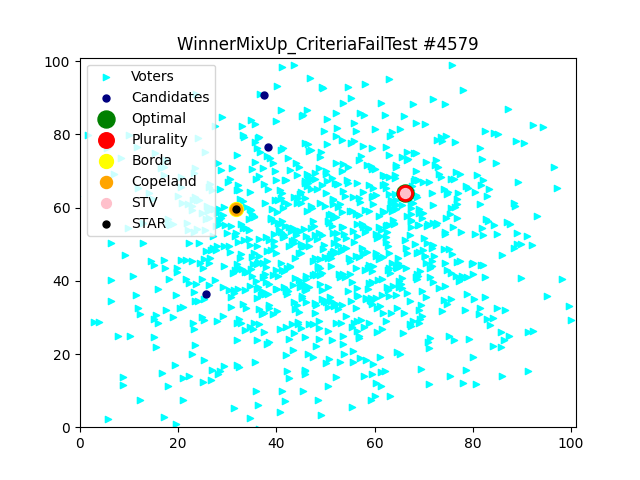 WinnerMixUp_CriteriaFailTest #4579
100
80
60
40
20
0
Voters
Candidates
Optimal
Plurality
Borda
Copeland
STV
STAR
0 20 40 60 80 100